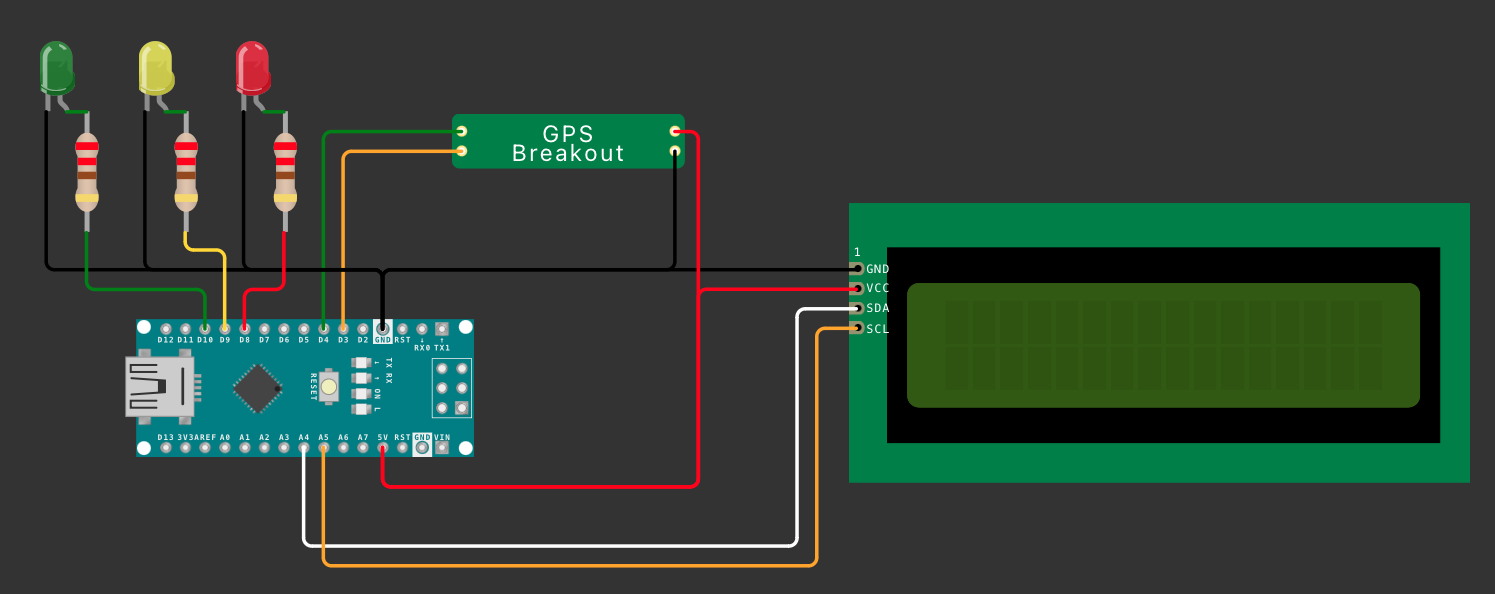 GPS
Breakout
1
GND
VCC
SDA
SCL
D12 D11 D10 D9 D8 D7 D6 D5 D4 D3 D2 GND RST ↓ ↑
RX0 TX1
RESET
TX RX
↓ ↑ ON L
D13 3V3 AREF A0 A1 A2 A3 A4 A5 A6 A7 5V RST GND VIN